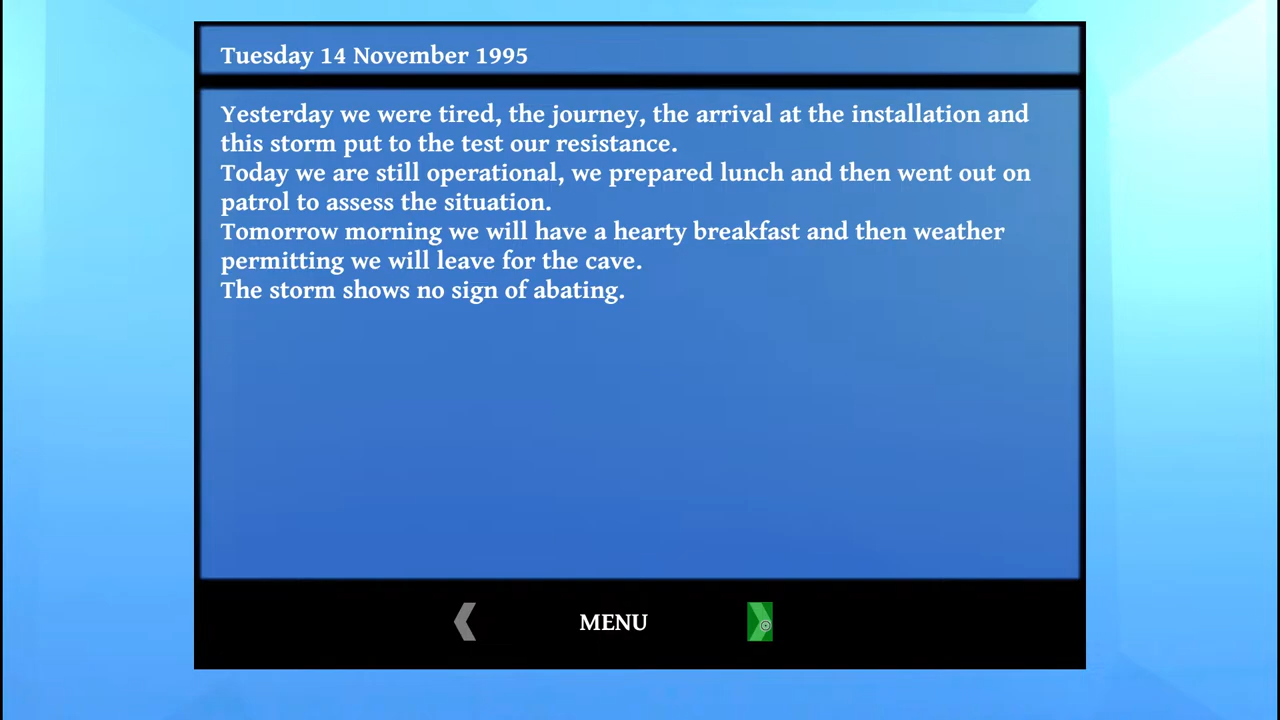 Tuesday 14 November 1995
Yesterday we were tired, the journey, the arrival at the installation and
this storm put to the test our resistance.
Today we are still operational, we prepared lunch and then went out on
patrol to assess the situation.
Tomorrow morning we will have a hearty breakfast and then weather
permitting we will leave for the cave.
The storm shows no sign of abating.
MENU